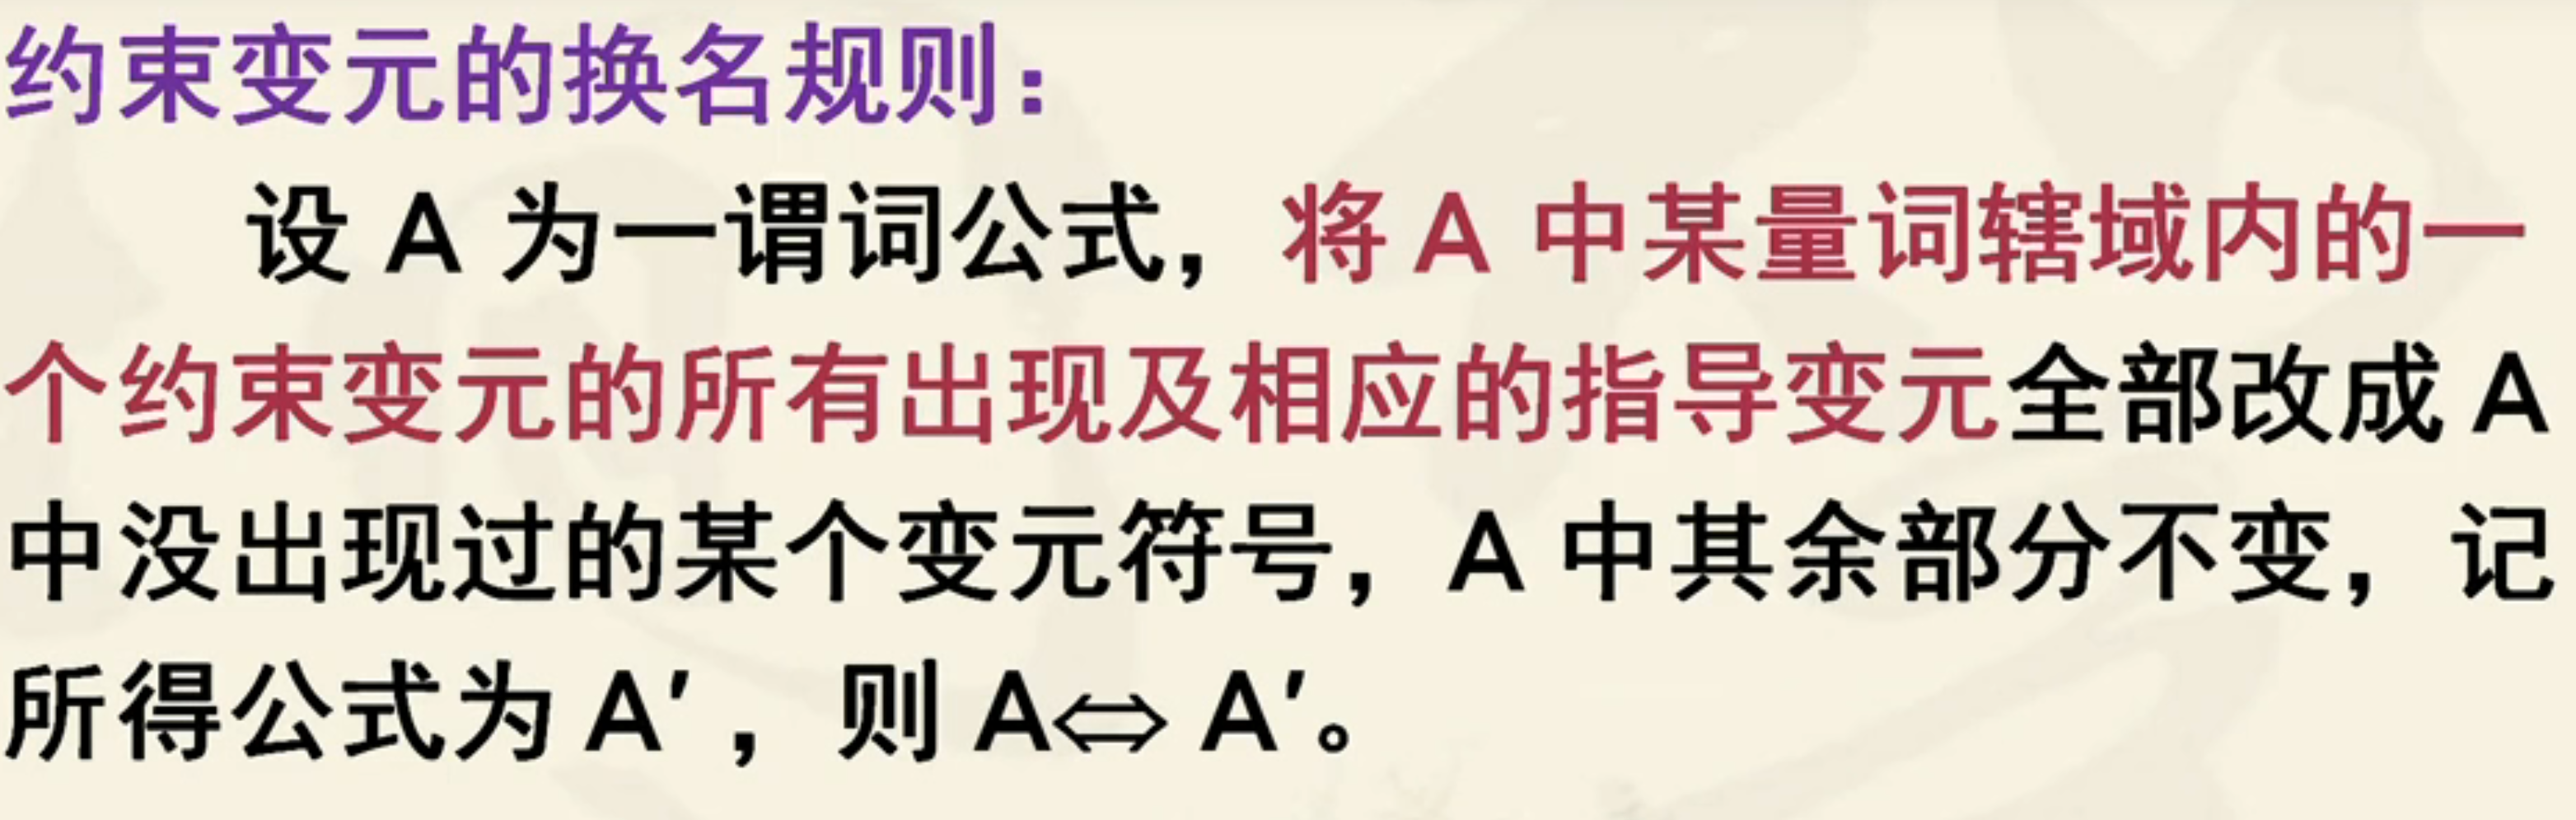 约束变元的换名规则：
设 A 为一谓词公式，将 A 中某量词辖域内的一
个约束变元的所有出现及相应的指导变元全部改成 A
中没出现过的某个变元符号，A 中其余部分不变，记
所得公式为 A′，则 A⇔ A′。